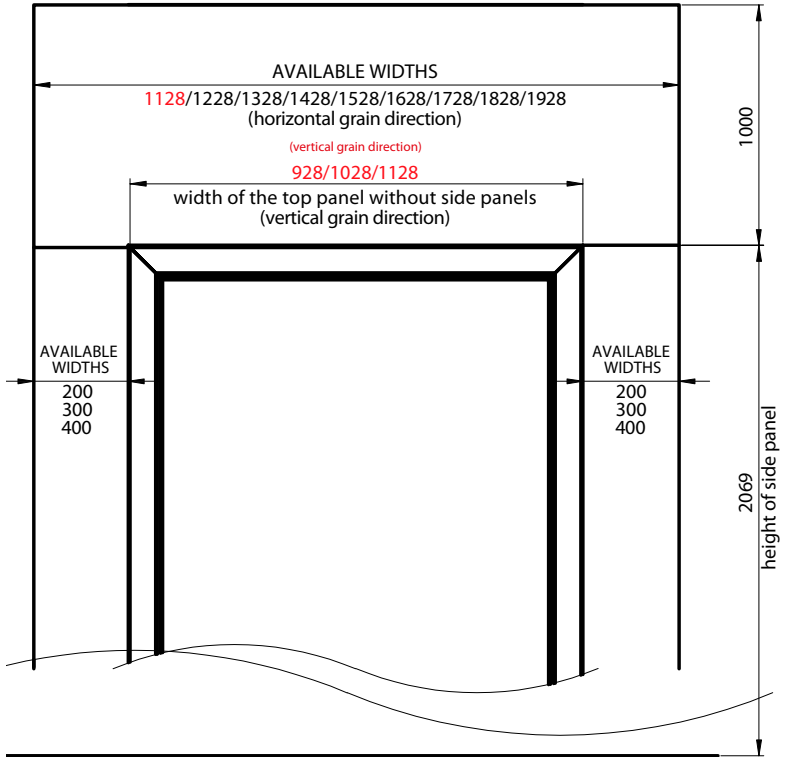 AVAILABLE WIDTHS
1128/1228/1328/1428/1528/1628/1728/1828/1928
(horizontal grain direction)
(vertical grain direction)
928/1028/1128
width of the top panel without side panels
(vertical grain direction)
1000
AVAILABLE
WIDTHS
200
300
400
AVAILABLE
WIDTHS
200
300
400
2069
height of side panel